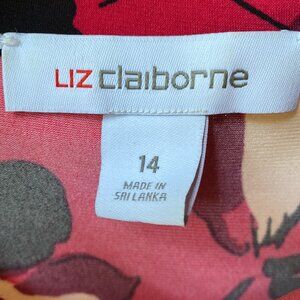 LIZ claiborne
14
MADE IN
SRI LANKA